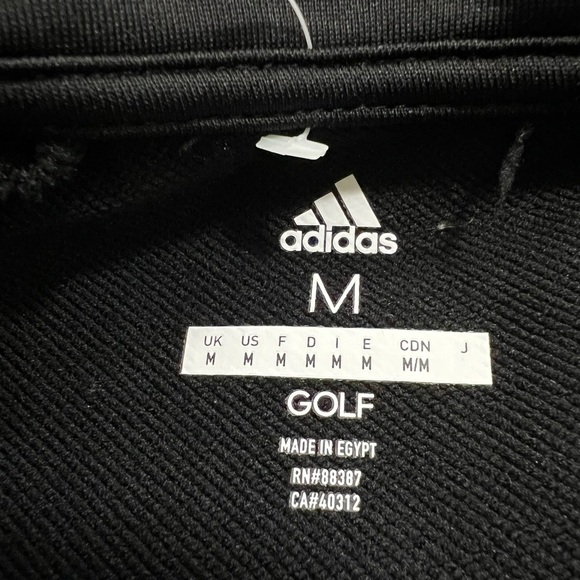 adidas
M
UK US F D I E CDN J
M M M M M M M/M
GOLF
MADE IN EGYPT
RN#88387
CA#40312